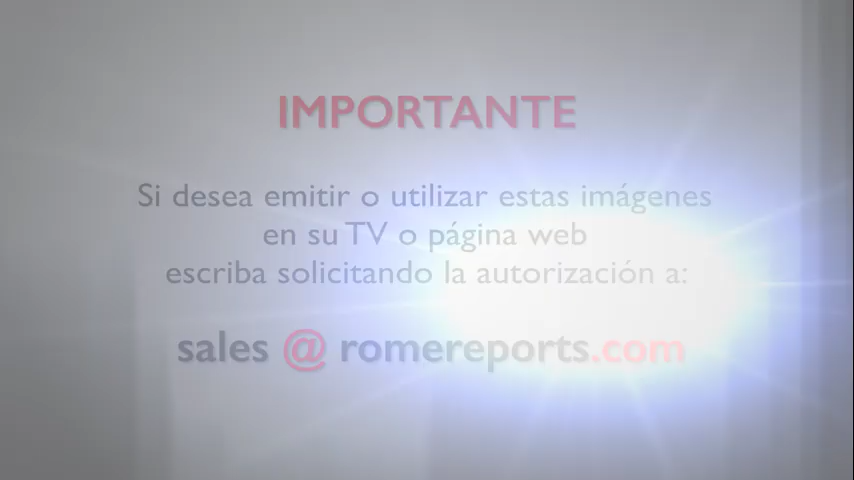 IMPORTANTE
Si desea emitir o utilizar estas imágenes
en su TV o página web
escriba solicitando la autorización a:
sales @ romereports.com